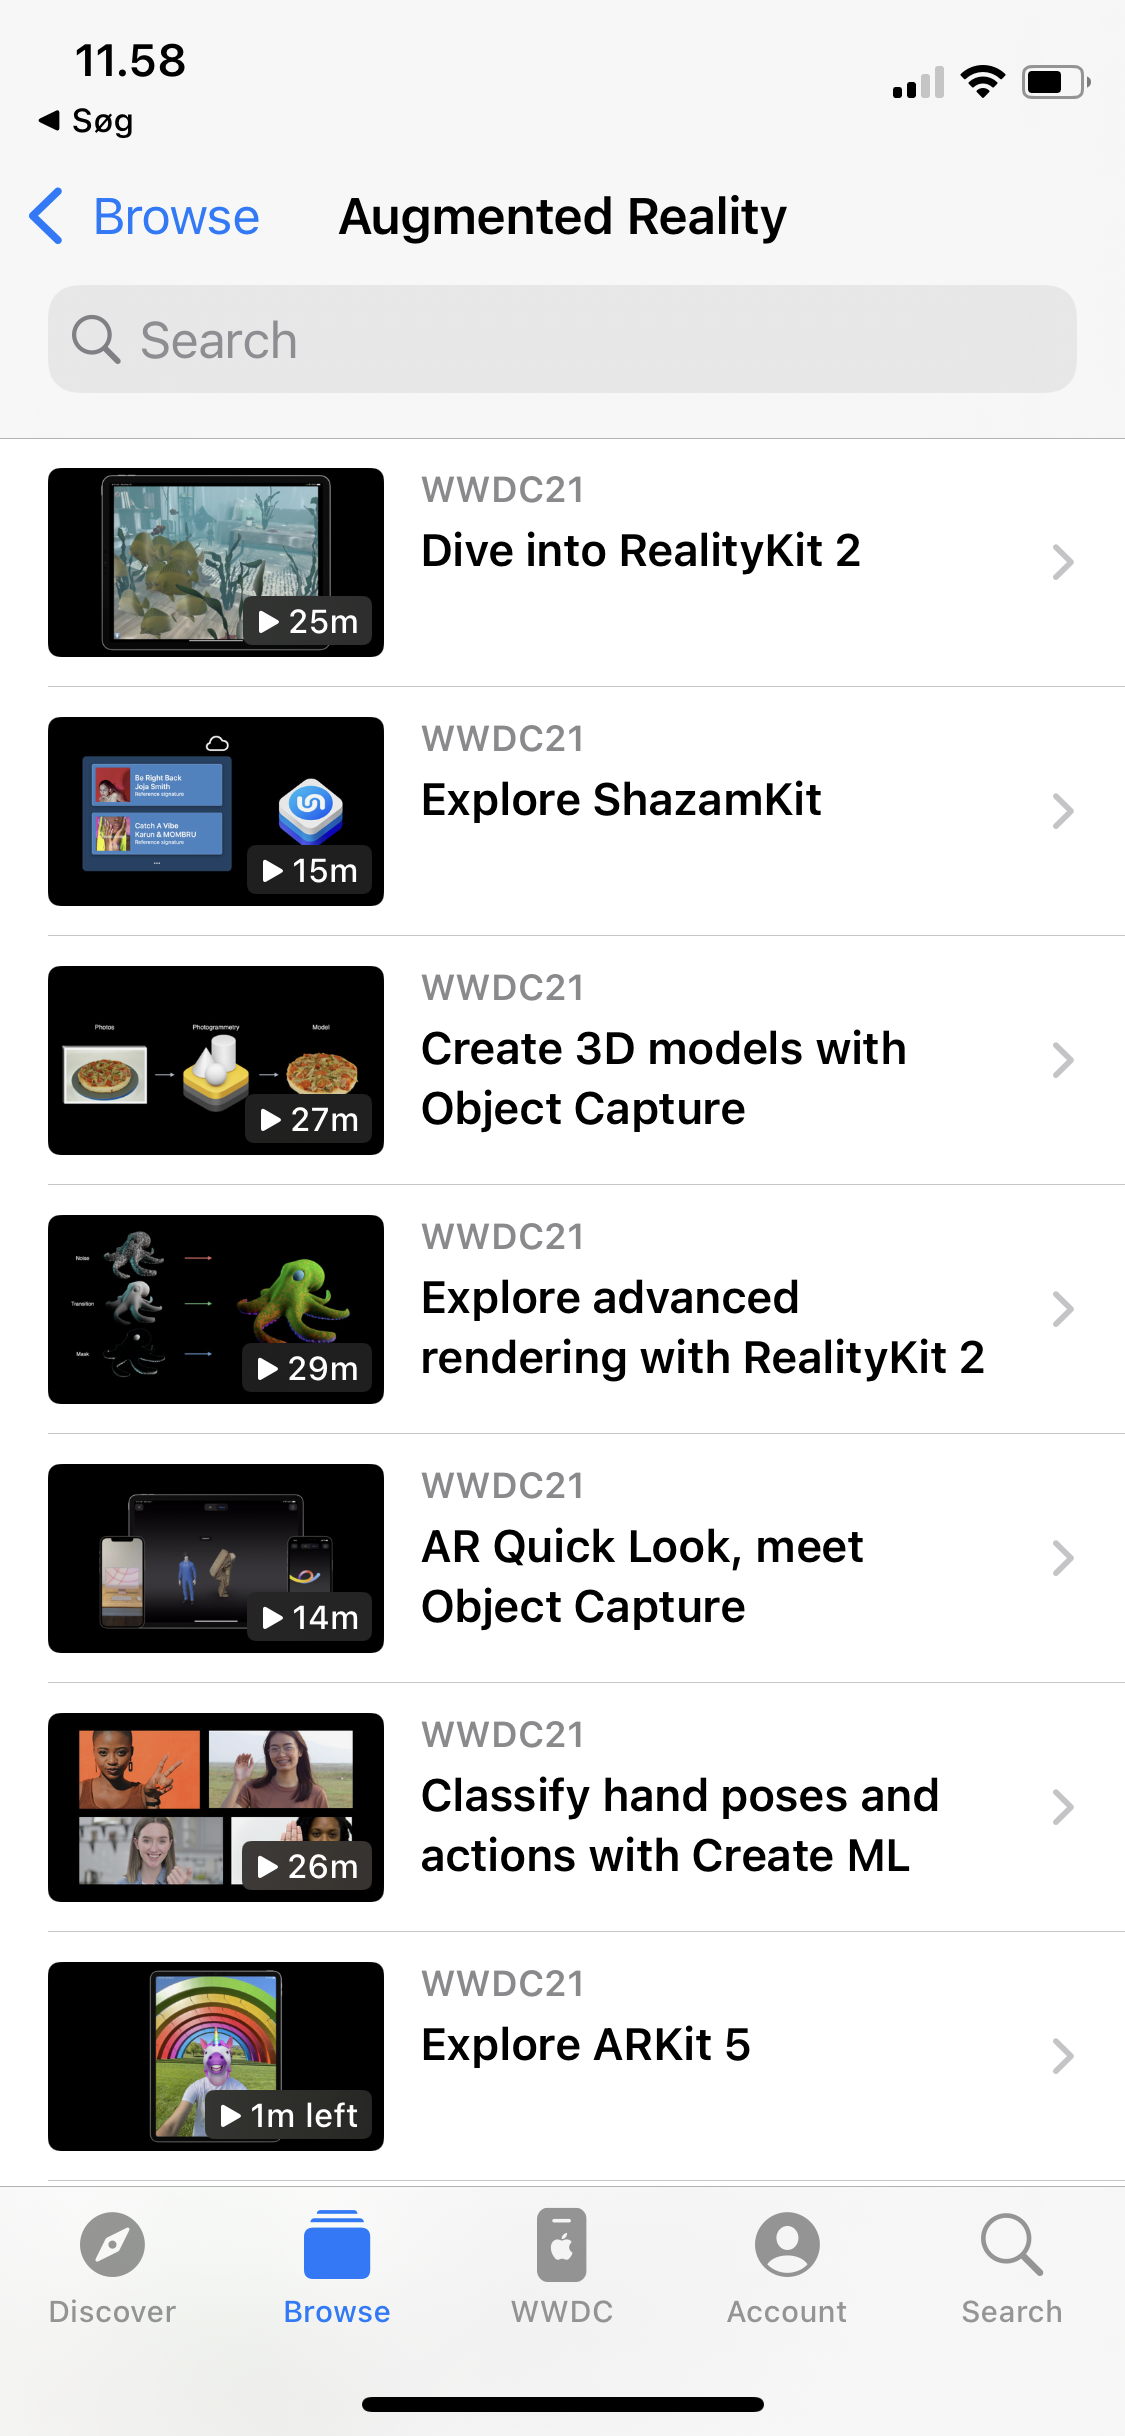 11.58
Søg
Browse
Augmented Reality
Search
WWDC21
Dive into RealityKit 2
25m
WWDC21
Explore ShazamKit
Be Right Back
Joja Smith
Reference signature
Catch A Vibe
Karun & MOMBRU
Reference signature
...
15m
WWDC21
Create 3D models with
Object Capture
Photos
Photogrammetry
Model
27m
WWDC21
Explore advanced
rendering with RealityKit 2
Noise
Transition
Mask
29m
WWDC21
AR Quick Look, meet
Object Capture
14m
WWDC21
Classify hand poses and
actions with Create ML
26m
WWDC21
Explore ARKit 5
1m left
Discover
Browse
WWDC
Account
Search